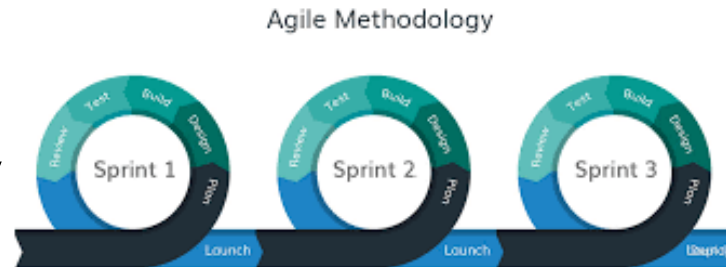 Agile Methodology
Review Test Build Design Plan
Sprint 1
Launch
Review Test Build Design Plan
Sprint 2
Launch
Review Test Build Design Plan
Sprint 3